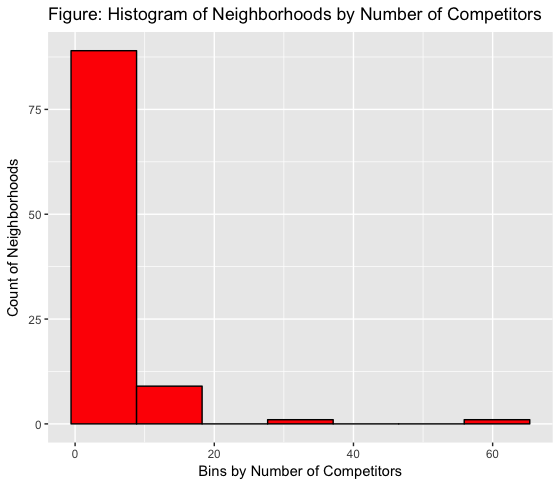 Figure: Histogram of Neighborhoods by Number of Competitors
75
50
25
0
Count of Neighborhoods
0 20 40 60
Bins by Number of Competitors